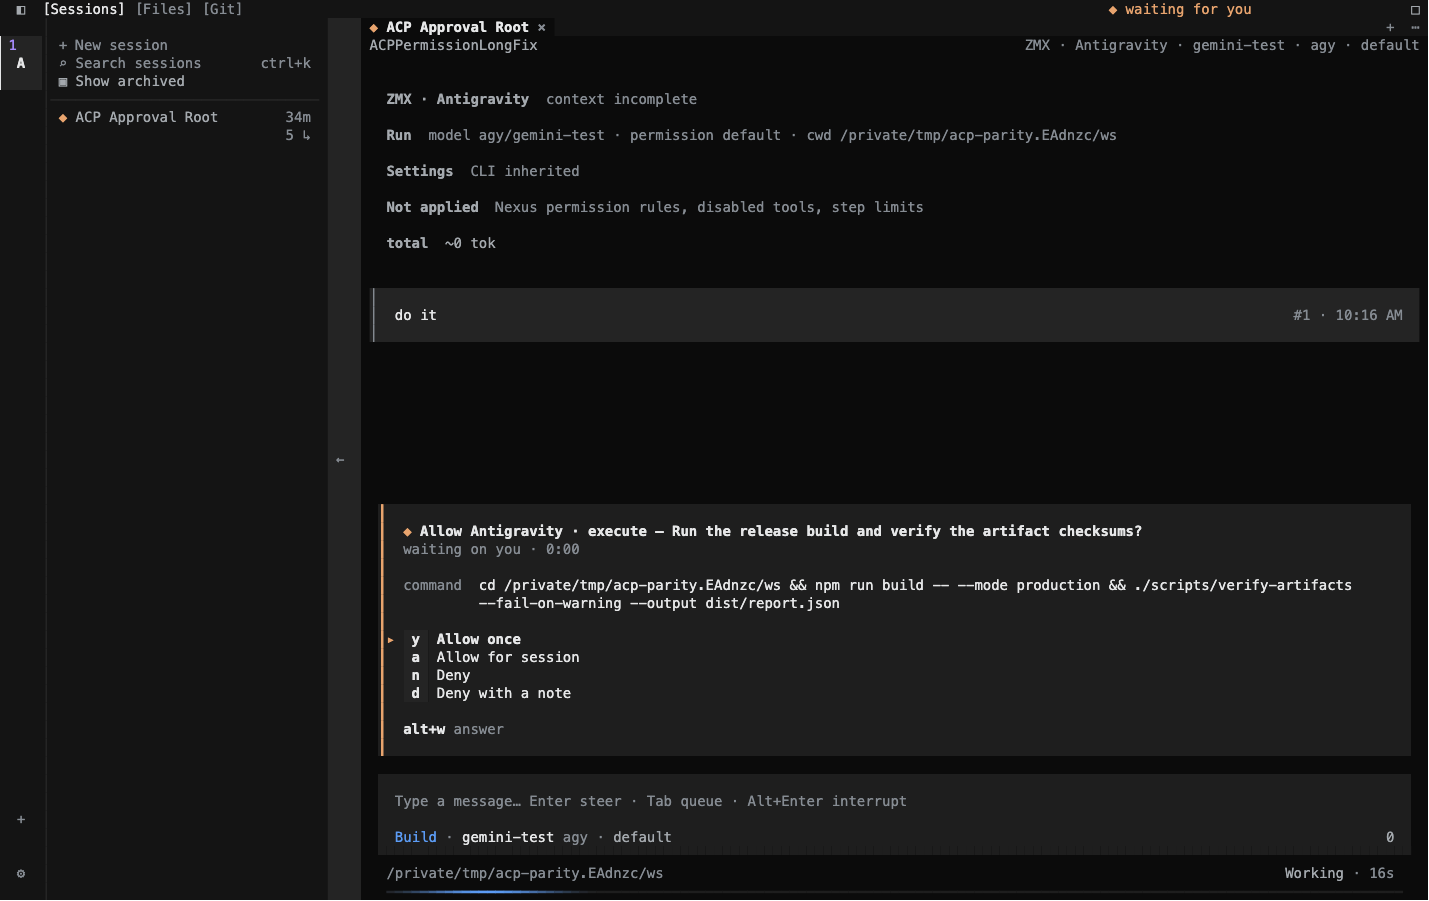 [Sessions] [Files] [Git]
◆ waiting for you
1
A
+ New session
Search sessions ctrl+k
Show archived
◆ ACP Approval Root 34m
5 ↳
◆ ACP Approval Root ×
+ ⋯
ACPPermissionLongFix
ZMX · Antigravity · gemini-test · agy · default
ZMX · Antigravity context incomplete
Run model agy/gemini-test · permission default · cwd /private/tmp/acp-parity.EAdnzc/ws
Settings CLI inherited
Not applied Nexus permission rules, disabled tools, step limits
total ~0 tok
do it #1 · 10:16 AM
←
◆ Allow Antigravity · execute — Run the release build and verify the artifact checksums?
waiting on you · 0:00
command cd /private/tmp/acp-parity.EAdnzc/ws && npm run build -- --mode production && ./scripts/verify-artifacts
--fail-on-warning --output dist/report.json
▸ y Allow once
a Allow for session
n Deny
d Deny with a note
alt+w answer
Type a message… Enter steer · Tab queue · Alt+Enter interrupt
Build · gemini-test agy · default 0
/private/tmp/acp-parity.EAdnzc/ws Working · 16s
+